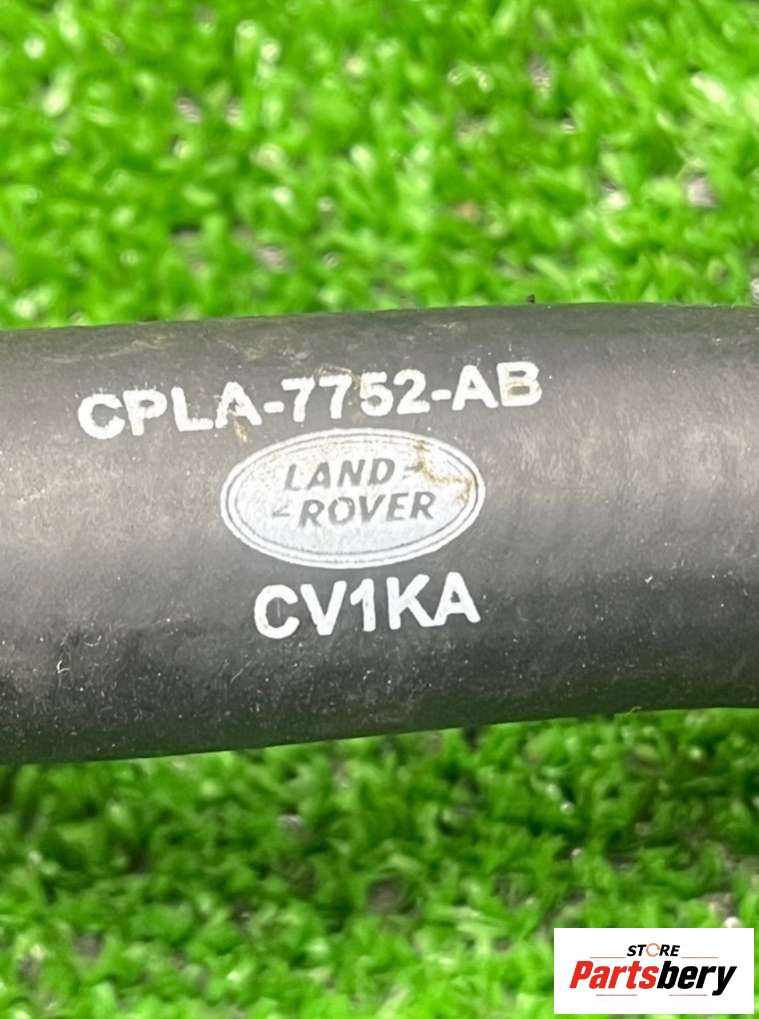 CPLA-7752-AB
LAND-
-ROVER
CV1KA
STORE
Partsbery